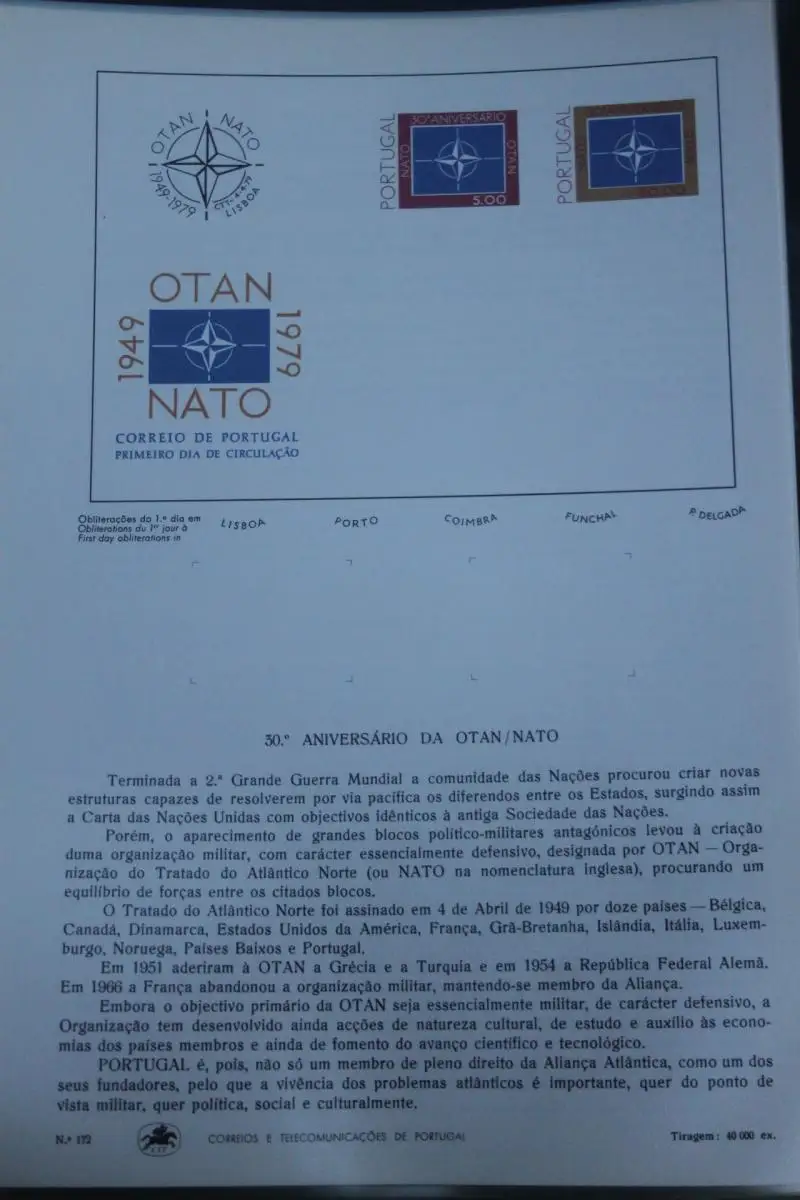 OTAN NATO
1949-1979
CTT-4-4-79
LISBOA
PORTUGAL
30º ANIVERSÁRIO
NATO
OTAN
5.00
PORTUGAL
OTAN
1949
1979
NATO
CORREIO DE PORTUGAL
PRIMEIRO DIA DE CIRCULAÇÃO
Obliterações do 1.º dia em
Obliterations du 1er jour à
First day obliterations in
LISBOA
PORTO
COIMBRA
FUNCHAL
P. DELGADA
30.º ANIVERSÁRIO DA OTAN/NATO
Terminada a 2.ª Grande Guerra Mundial a comunidade das Nações procurou criar novas
estruturas capazes de resolverem por via pacífica os diferendos entre os Estados, surgindo assim
a Carta das Nações Unidas com objectivos idênticos à antiga Sociedade das Nações.
Porém, o aparecimento de grandes blocos político-militares antagónicos levou à criação
duma organização militar, com carácter essencialmente defensivo, designada por OTAN — Orga-
nização do Tratado do Atlântico Norte (ou NATO na nomenclatura inglesa), procurando um
equilíbrio de forças entre os citados blocos.
O Tratado do Atlântico Norte foi assinado em 4 de Abril de 1949 por doze países — Bélgica,
Canadá, Dinamarca, Estados Unidos da América, França, Grã-Bretanha, Islândia, Itália, Luxem-
burgo, Noruega, Países Baixos e Portugal.
Em 1951 aderiram à OTAN a Grécia e a Turquia e em 1954 a República Federal Alemã.
Em 1966 a França abandonou a organização militar, mantendo-se membro da Aliança.
Embora o objectivo primário da OTAN seja essencialmente militar, de carácter defensivo, a
Organização tem desenvolvido ainda acções de natureza cultural, de estudo e auxílio às econo-
mias dos países membros e ainda de fomento do avanço científico e tecnológico.
PORTUGAL é, pois, não só um membro de pleno direito da Aliança Atlântica, como um dos
seus fundadores, pelo que a vivência dos problemas atlânticos é importante, quer do ponto de
vista militar, quer política, social e culturalmente.
N.º 172
CTT
CORREIOS E TELECOMUNICAÇÕES DE PORTUGAL
Tiragem: 40 000 ex.